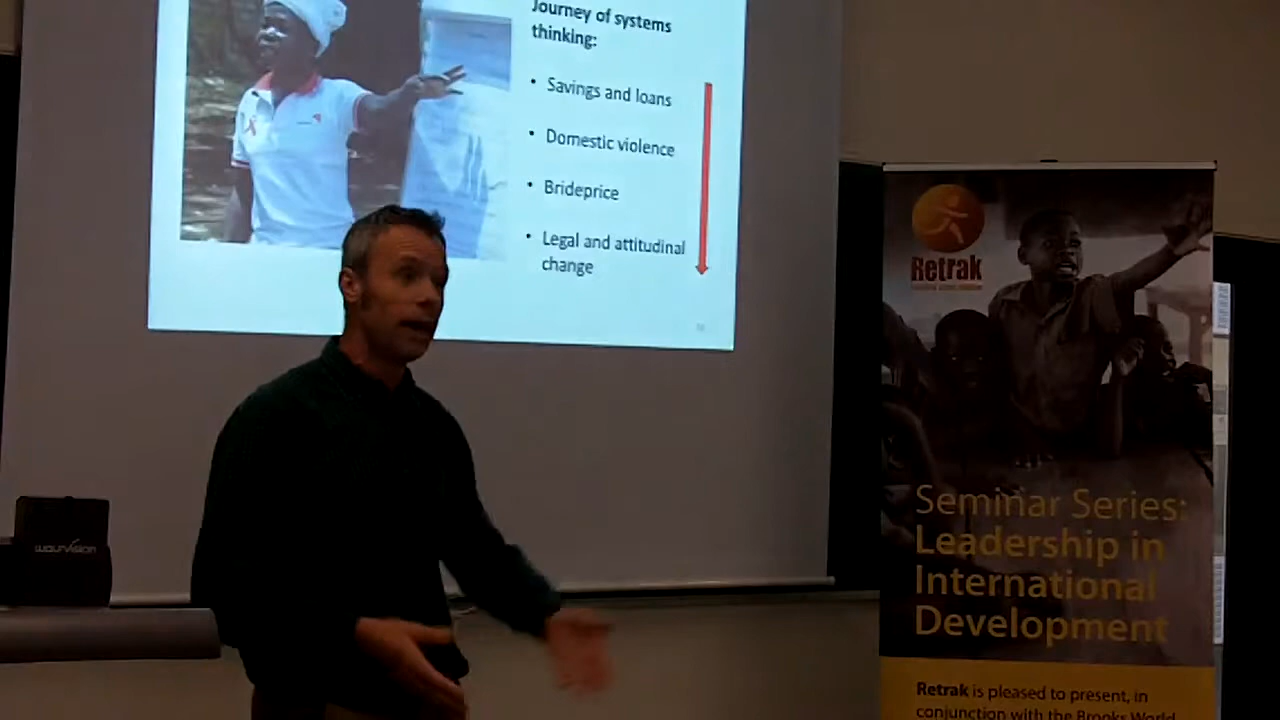 Journey of systems
thinking:
• Savings and loans
• Domestic violence
• Brideprice
• Legal and attitudinal
change
wolfvision
Retrak
Seminar Series:
Leadership in
International
Development
Retrak is pleased to present, in
conjunction with the Brooks World